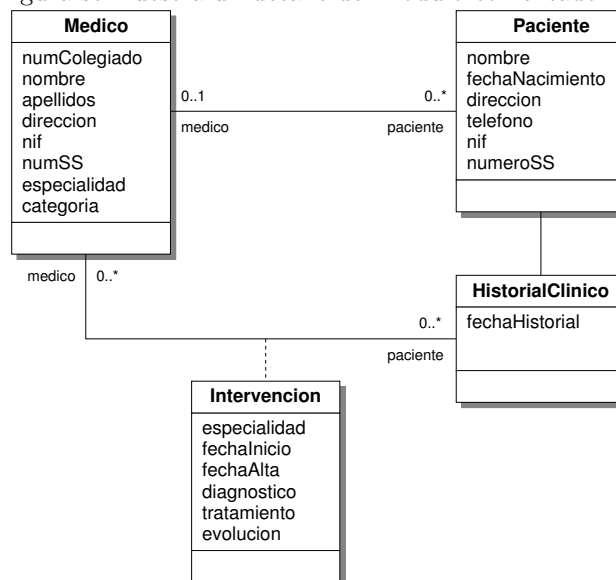 Medico
numColegiado
nombre
apellidos
direccion
nif
numSS
especialidad
categoria
0..1
medico
0..*
paciente
Paciente
nombre
fechaNacimiento
direccion
telefono
nif
numeroSS
medico 0..*
0..*
paciente
HistorialClinico
fechaHistorial
Intervencion
especialidad
fechaInicio
fechaAlta
diagnostico
tratamiento
evolucion